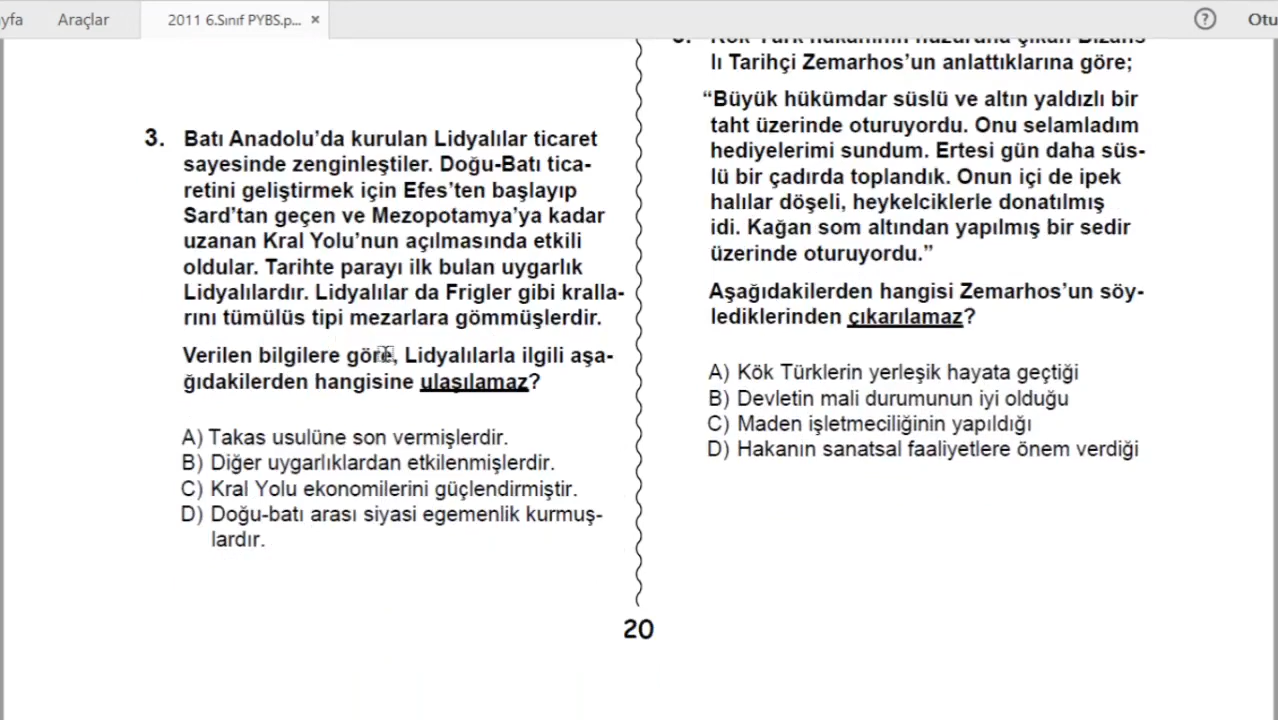 yfa
Araçlar
2011 6.Sınıf PYBS.p... ×
?
Otu
3. Batı Anadolu’da kurulan Lidyalılar ticaret
sayesinde zenginleştiler. Doğu-Batı tica-
retini geliştirmek için Efes’ten başlayıp
Sard’tan geçen ve Mezopotamya’ya kadar
uzanan Kral Yolu’nun açılmasında etkili
oldular. Tarihte parayı ilk bulan uygarlık
Lidyalılardır. Lidyalılar da Frigler gibi kralla-
rını tümülüs tipi mezarlara gömmüşlerdir.
Verilen bilgilere göre, Lidyalılarla ilgili aşa-
ğıdakilerden hangisine ulaşılamaz?
A) Takas usulüne son vermişlerdir.
B) Diğer uygarlıklardan etkilenmişlerdir.
C) Kral Yolu ekonomilerini güçlendirmiştir.
D) Doğu-batı arası siyasi egemenlik kurmuş-
lardır.
Kök Türk hakanının huzuruna çıkan Bizans
lı Tarihçi Zemarhos’un anlattıklarına göre;
“Büyük hükümdar süslü ve altın yaldızlı bir
taht üzerinde oturuyordu. Onu selamladım
hediyelerimi sundum. Ertesi gün daha süs-
lü bir çadırda toplandık. Onun içi de ipek
halılar döşeli, heykelciklerle donatılmış
idi. Kağan som altından yapılmış bir sedir
üzerinde oturuyordu.”
Aşağıdakilerden hangisi Zemarhos’un söy-
lediklerinden çıkarılamaz?
A) Kök Türklerin yerleşik hayata geçtiği
B) Devletin mali durumunun iyi olduğu
C) Maden işletmeciliğinin yapıldığı
D) Hakanın sanatsal faaliyetlere önem verdiği
20